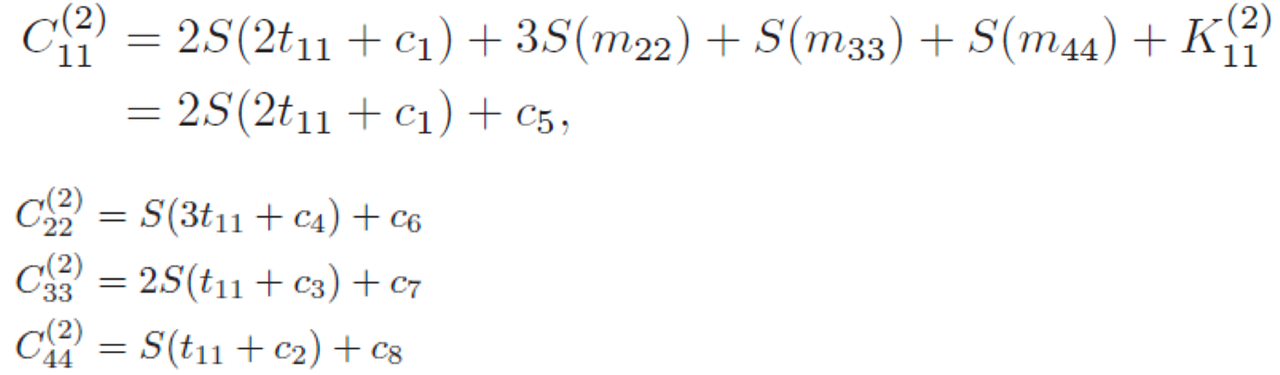 $C_{11}^{(2)} = 2S(2t_{11} + c_1) + 3S(m_{22}) + S(m_{33}) + S(m_{44}) + K_{11}^{(2)}$
$= 2S(2t_{11} + c_1) + c_5,$
$C_{22}^{(2)} = S(3t_{11} + c_4) + c_6$
$C_{33}^{(2)} = 2S(t_{11} + c_3) + c_7$
$C_{44}^{(2)} = S(t_{11} + c_2) + c_8$